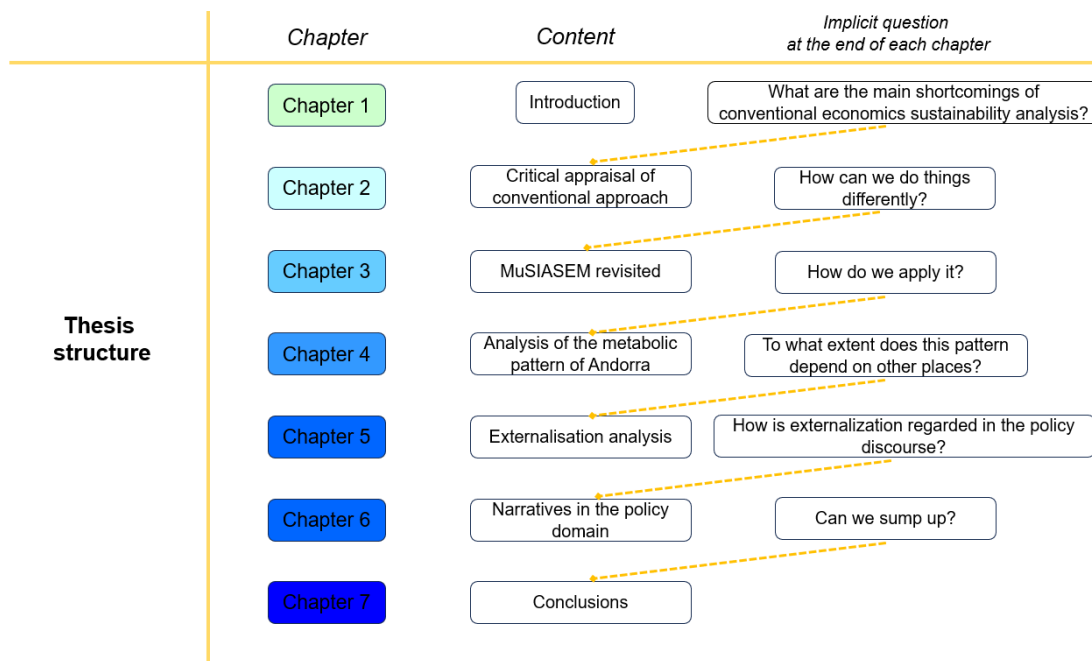 Chapter
Content
Implicit question
at the end of each chapter
Thesis
structure
Chapter 1
Introduction
What are the main shortcomings of
conventional economics sustainability analysis?
Chapter 2
Critical appraisal of
conventional approach
How can we do things
differently?
Chapter 3
MuSIASEM revisited
How do we apply it?
Chapter 4
Analysis of the metabolic
pattern of Andorra
To what extent does this pattern
depend on other places?
Chapter 5
Externalisation analysis
How is externalization regarded in the policy
discourse?
Chapter 6
Narratives in the policy
domain
Can we sump up?
Chapter 7
Conclusions